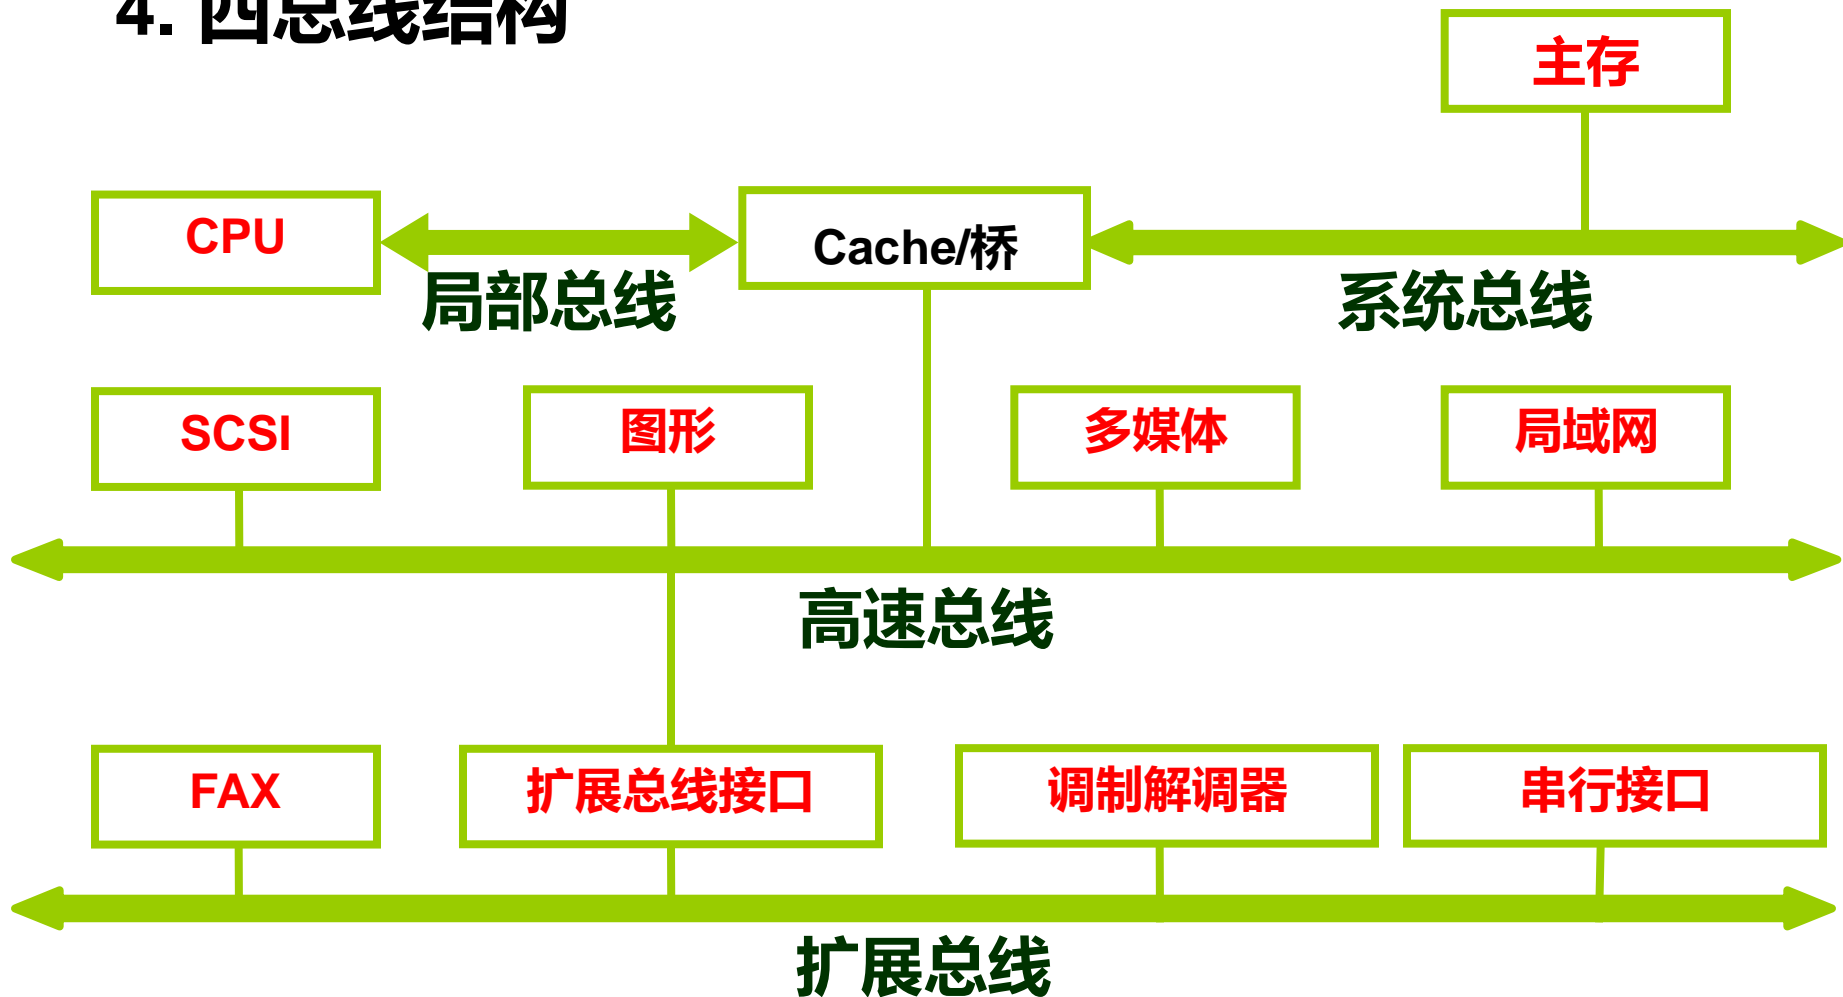 4. 四总线结构
主存
CPU
Cache/桥
局部总线
系统总线
SCSI
图形
多媒体
局域网
高速总线
FAX
扩展总线接口
调制解调器
串行接口
扩展总线